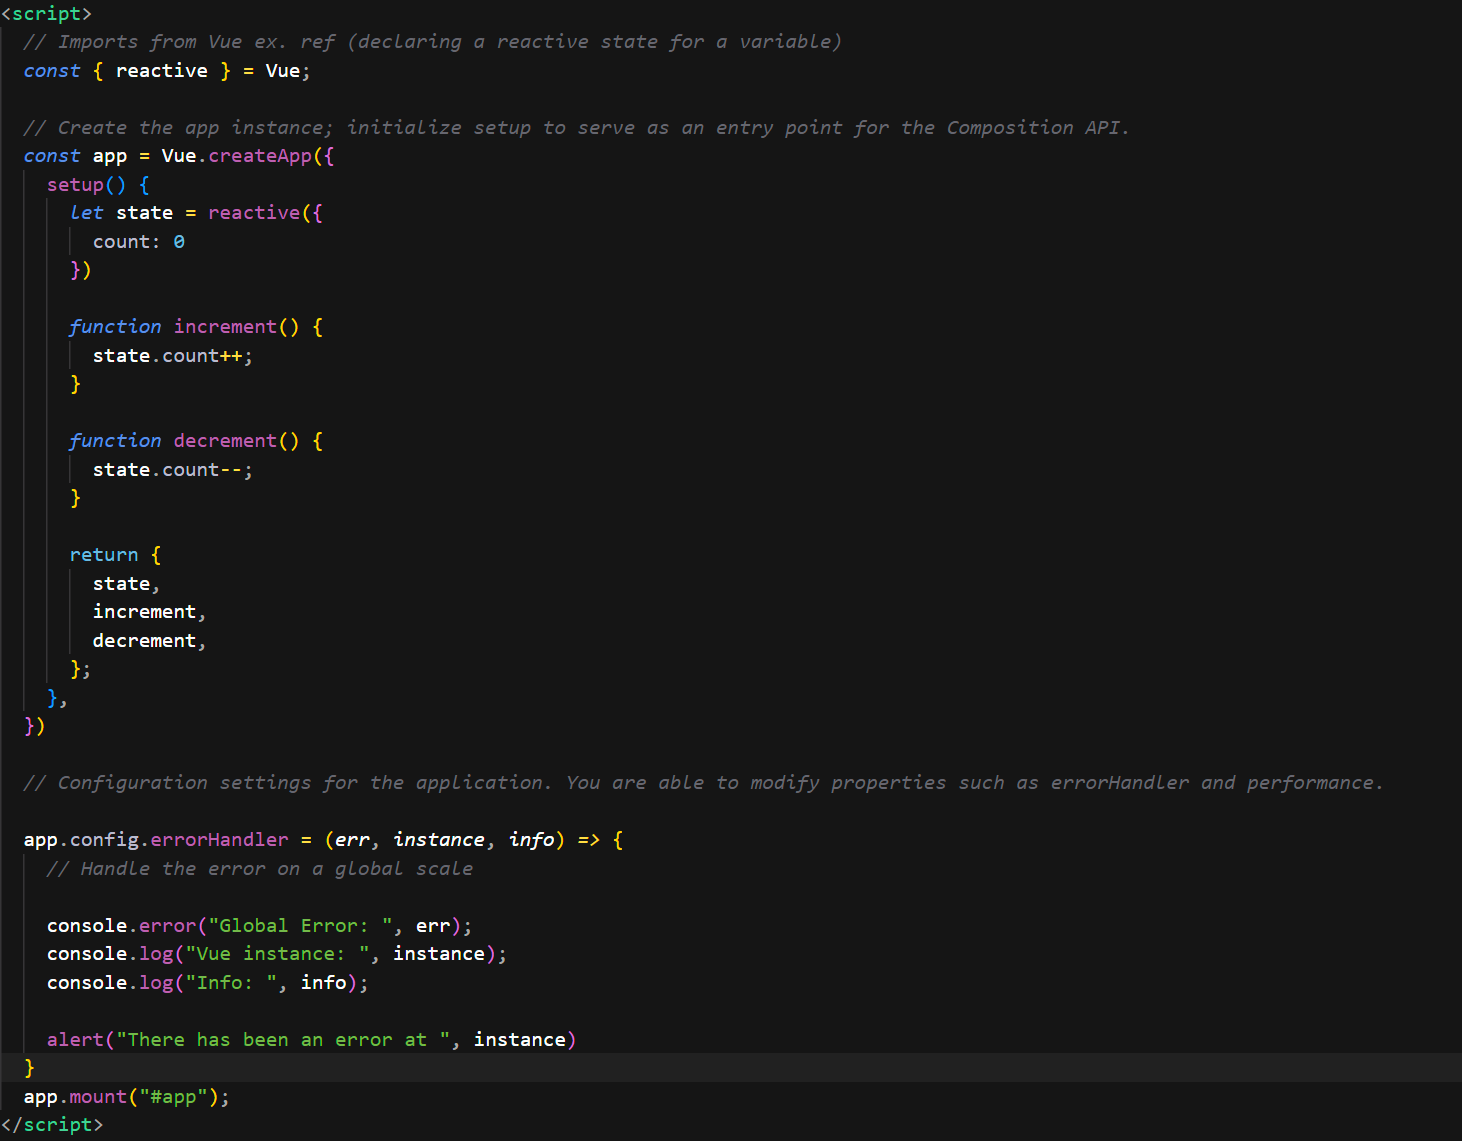 <script>
// Imports from Vue ex. ref (declaring a reactive state for a variable)
const { reactive } = Vue;
// Create the app instance; initialize setup to serve as an entry point for the Composition API.
const app = Vue.createApp({
setup() {
let state = reactive({
count: 0
})
function increment() {
state.count++;
}
function decrement() {
state.count--;
}
return {
state,
increment,
decrement,
};
},
})
// Configuration settings for the application. You are able to modify properties such as errorHandler and performance.
app.config.errorHandler = (err, instance, info) => {
// Handle the error on a global scale
console.error("Global Error: ", err);
console.log("Vue instance: ", instance);
console.log("Info: ", info);
alert("There has been an error at ", instance)
}
app.mount("#app");
</script>